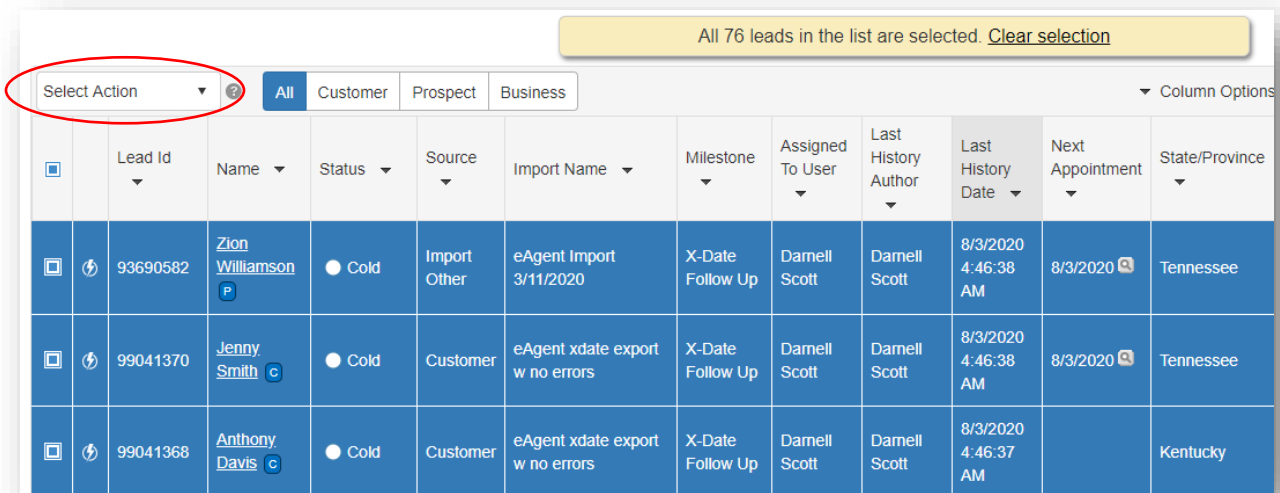 All 76 leads in the list are selected. Clear selection
Select Action ? All Customer Prospect Business Column Options
Lead Id Name Status Source Import Name Milestone Assigned To User Last History Author Last History Date Next Appointment State/Province
93690582 Zion Williamson P Cold Import Other eAgent Import 3/11/2020 X-Date Follow Up Darnell Scott Darnell Scott 8/3/2020 4:46:38 AM 8/3/2020 Tennessee
99041370 Jenny Smith C Cold Customer eAgent xdate export w no errors X-Date Follow Up Darnell Scott Darnell Scott 8/3/2020 4:46:38 AM 8/3/2020 Tennessee
99041368 Anthony Davis C Cold Customer eAgent xdate export w no errors X-Date Follow Up Darnell Scott Darnell Scott 8/3/2020 4:46:37 AM Kentucky